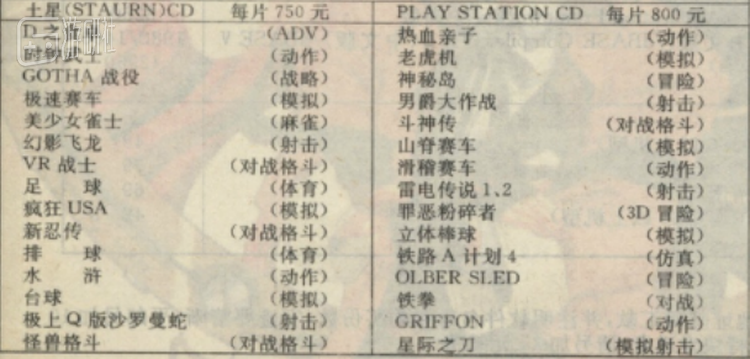 土星(STAURN)CD 每片 750 元
D 之 (ADV)
士 (动作)
GOTHA 战役 (战略)
极速赛车 (模拟)
美少女雀士 (麻雀)
幻影飞龙 (射击)
VR 战士 (对战格斗)
足 球 (体育)
疯狂 USA (模拟)
新忍传 (对战格斗)
排 球 (体育)
水 浒 (动作)
台球 (模拟)
极上 Q 版沙罗曼蛇 (射击)
怪兽格斗 (对战格斗)
PLAY STATION CD 每片 800 元
热血亲子 (动作)
老虎机 (模拟)
神秘岛 (冒险)
男爵大作战 (射击)
斗神传 (对战格斗)
山脊赛车 (模拟)
滑稽赛车 (动作)
雷电传说 1、2 (射击)
罪恶粉碎者 (3D 冒险)
立体棒球 (模拟)
铁路 A 计划 4 (仿真)
OLBER SLED (冒险)
铁拳 (对战)
GRIFFON (动作)
星际之刀 (模拟射击)